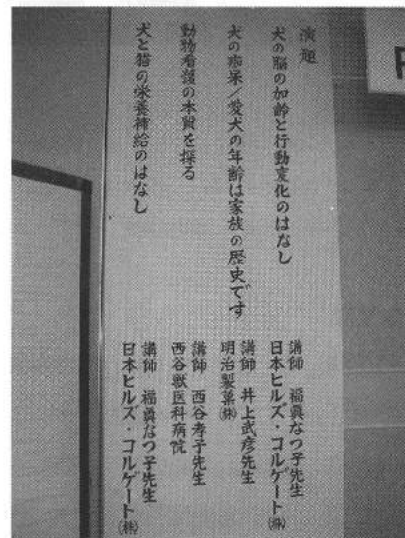 演題
犬の脳の加齢と行動変化のはなし
講師 福眞なつ子先生
日本ヒルズ・コルゲート㈱
犬の痴呆/愛犬の年齢は家族の歴史です
講師 井上武彦先生
明治製菓㈱
動物看護の本質を探る
講師 西谷孝子先生
西谷獣医科病院
犬と猫の栄養補給のはなし
講師 福眞なつ子先生
日本ヒルズ・コルゲート㈱